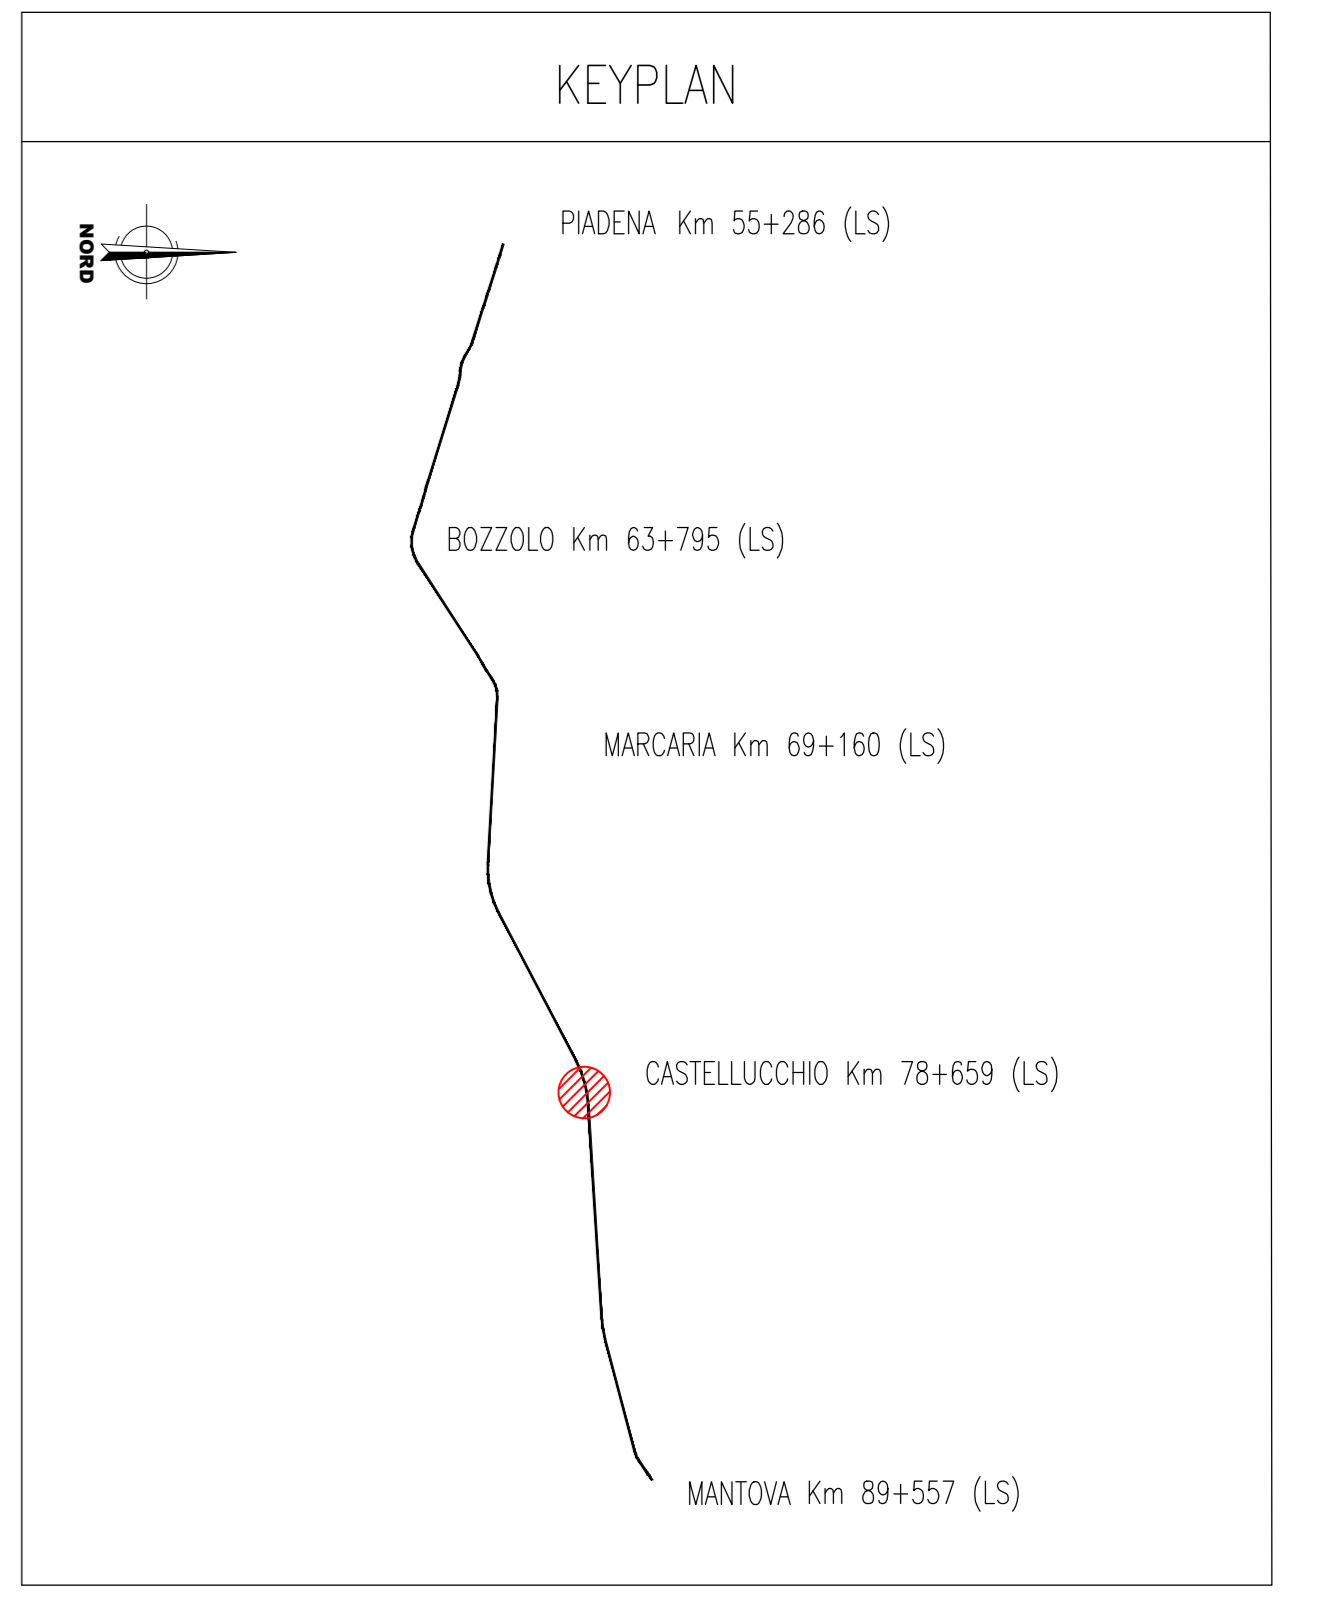 KEYPLAN
NORD
PIADENA Km 55+286 (LS)
BOZZOLO Km 63+795 (LS)
MARCARIA Km 69+160 (LS)
CASTELLUCCHIO Km 78+659 (LS)
MANTOVA Km 89+557 (LS)